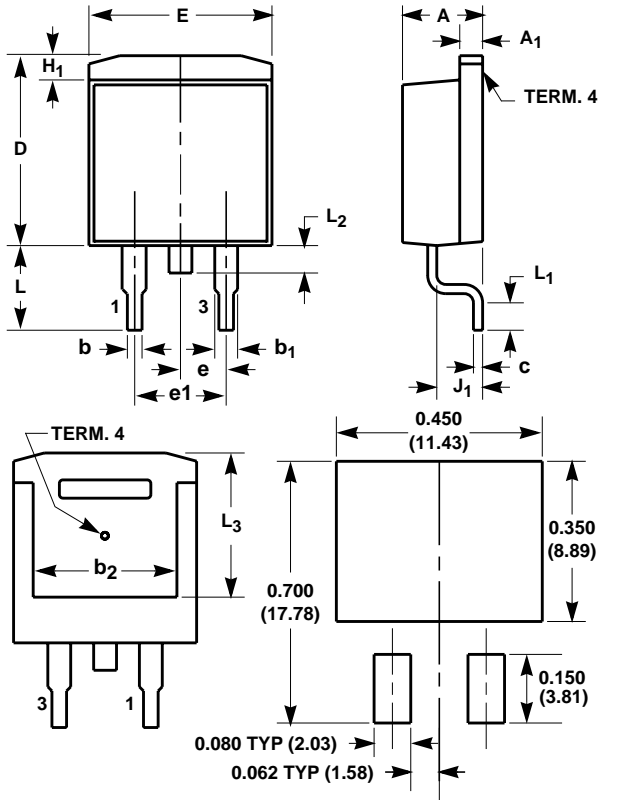 E
A
A1
H1
TERM. 4
D
L2
L
L1
1
3
b
b1
e
e1
c
J1
TERM. 4
0.450
(11.43)
L3
b2
0.350
(8.89)
0.700
(17.78)
3
1
0.150
(3.81)
0.080 TYP (2.03)
0.062 TYP (1.58)